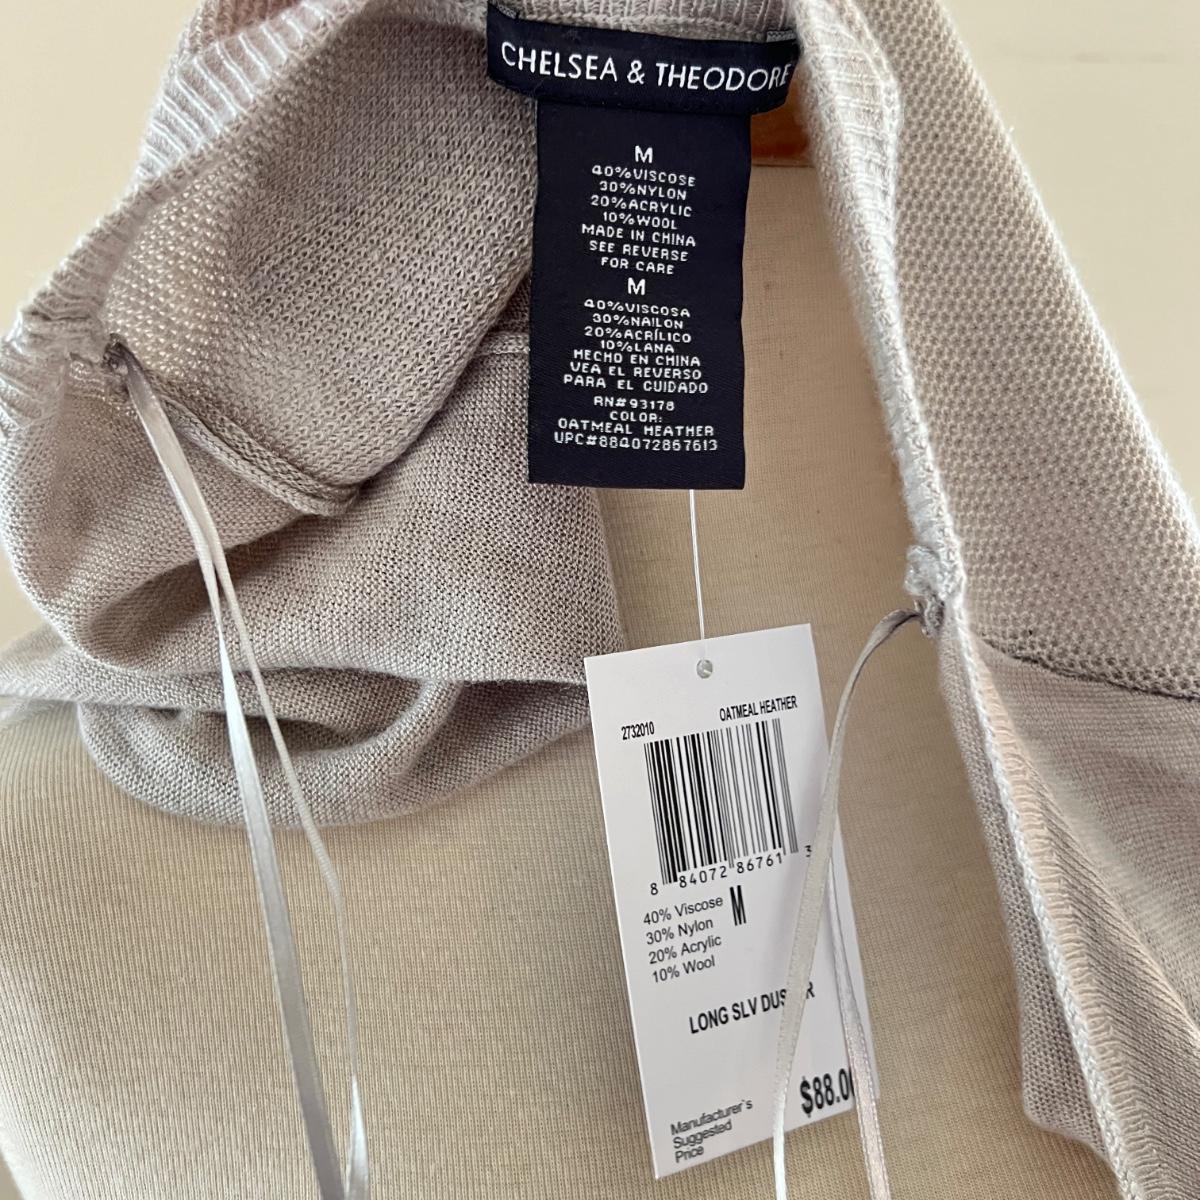 CHELSEA & THEODORE
M
40%VISCOSE
30%NYLON
20%ACRYLIC
10%WOOL
MADE IN CHINA
SEE REVERSE
FOR CARE
M
40%VISCOSA
30%NAILON
20%ACRÍLICO
10%LANA
HECHO EN CHINA
VEA EL REVERSO
PARA EL CUIDADO
RN#93178
COLOR:
OATMEAL HEATHER
UPC#884072867613
2732010 OATMEAL HEATHER
8 84072 86761 3
40% Viscose M
30% Nylon
20% Acrylic
10% Wool
LONG SLV
$88.0
Manufacturer's
Suggested
Price